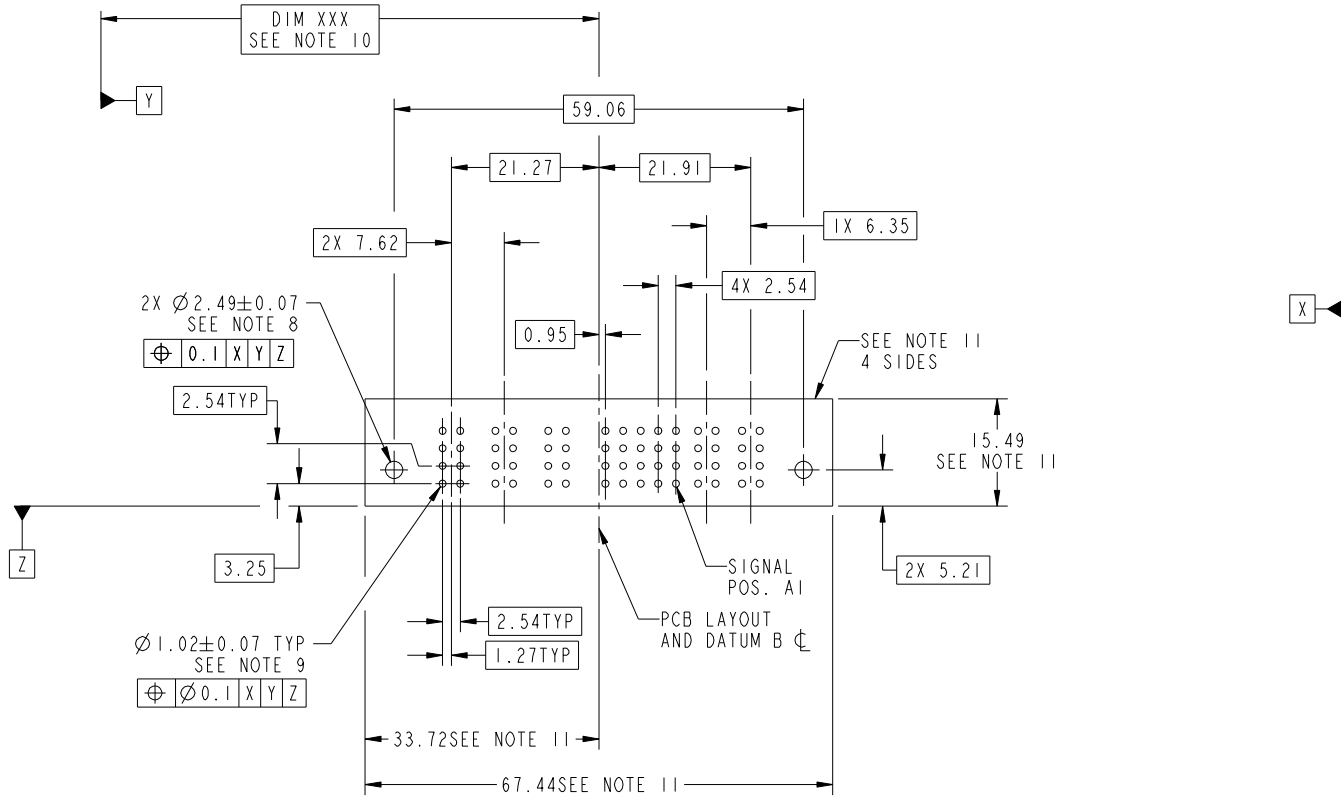 DIM XXX
SEE NOTE 10
Y
59.06
21.27
21.91
1X 6.35
2X 7.62
4X 2.54
2X Ø2.49±0.07
SEE NOTE 8
⌖ 0.1 X Y Z
0.95
X
SEE NOTE 11
4 SIDES
2.54TYP
15.49
SEE NOTE 11
Z
3.25
SIGNAL
POS. A1
2X 5.21
2.54TYP
PCB LAYOUT
AND DATUM B ℄
Ø1.02±0.07 TYP
SEE NOTE 9
⌖ Ø0.1 X Y Z
1.27TYP
33.72SEE NOTE 11
67.44SEE NOTE 11